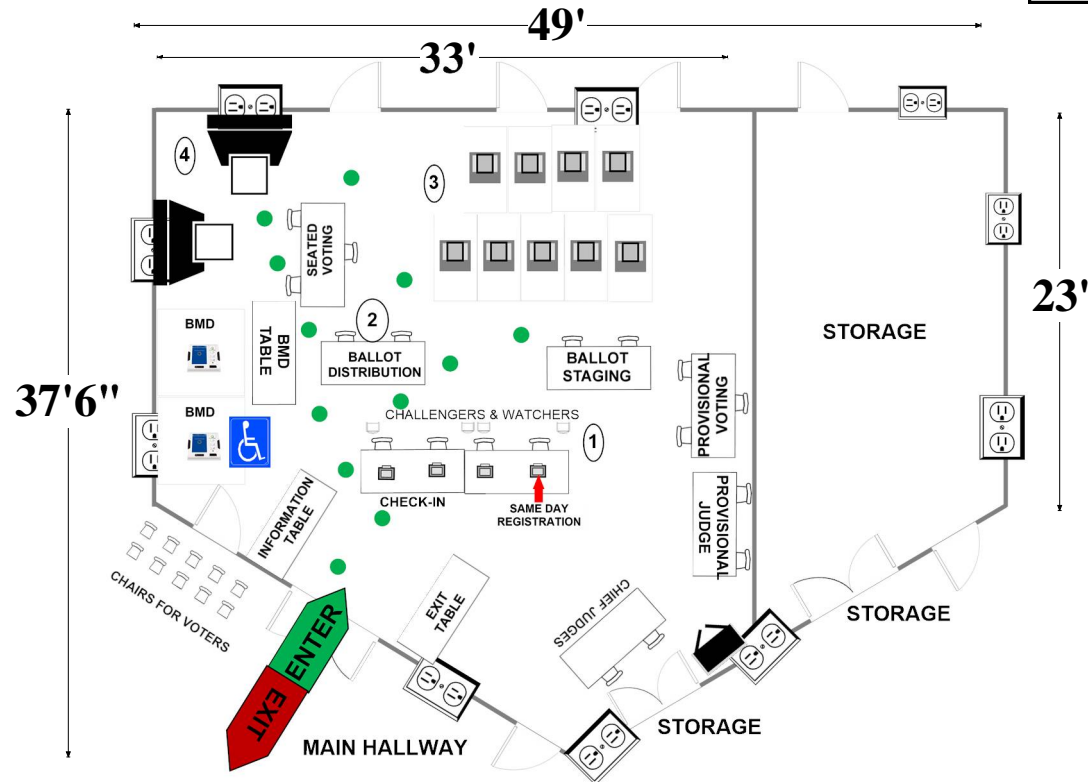 49'
33'
4
3
SEATED
VOTING
23'
BMD
BMD
TABLE
2
BALLOT
DISTRIBUTION
BALLOT
STAGING
STORAGE
PROVISIONAL
VOTING
37'6"
BMD
CHALLENGERS & WATCHERS
1
CHECK-IN
SAME DAY
REGISTRATION
INFORMATION
TABLE
PROVISIONAL
JUDGE
CHAIRS FOR VOTERS
EXIT
TABLE
CHIEF JUDGES
STORAGE
ENTER
EXIT
STORAGE
MAIN HALLWAY